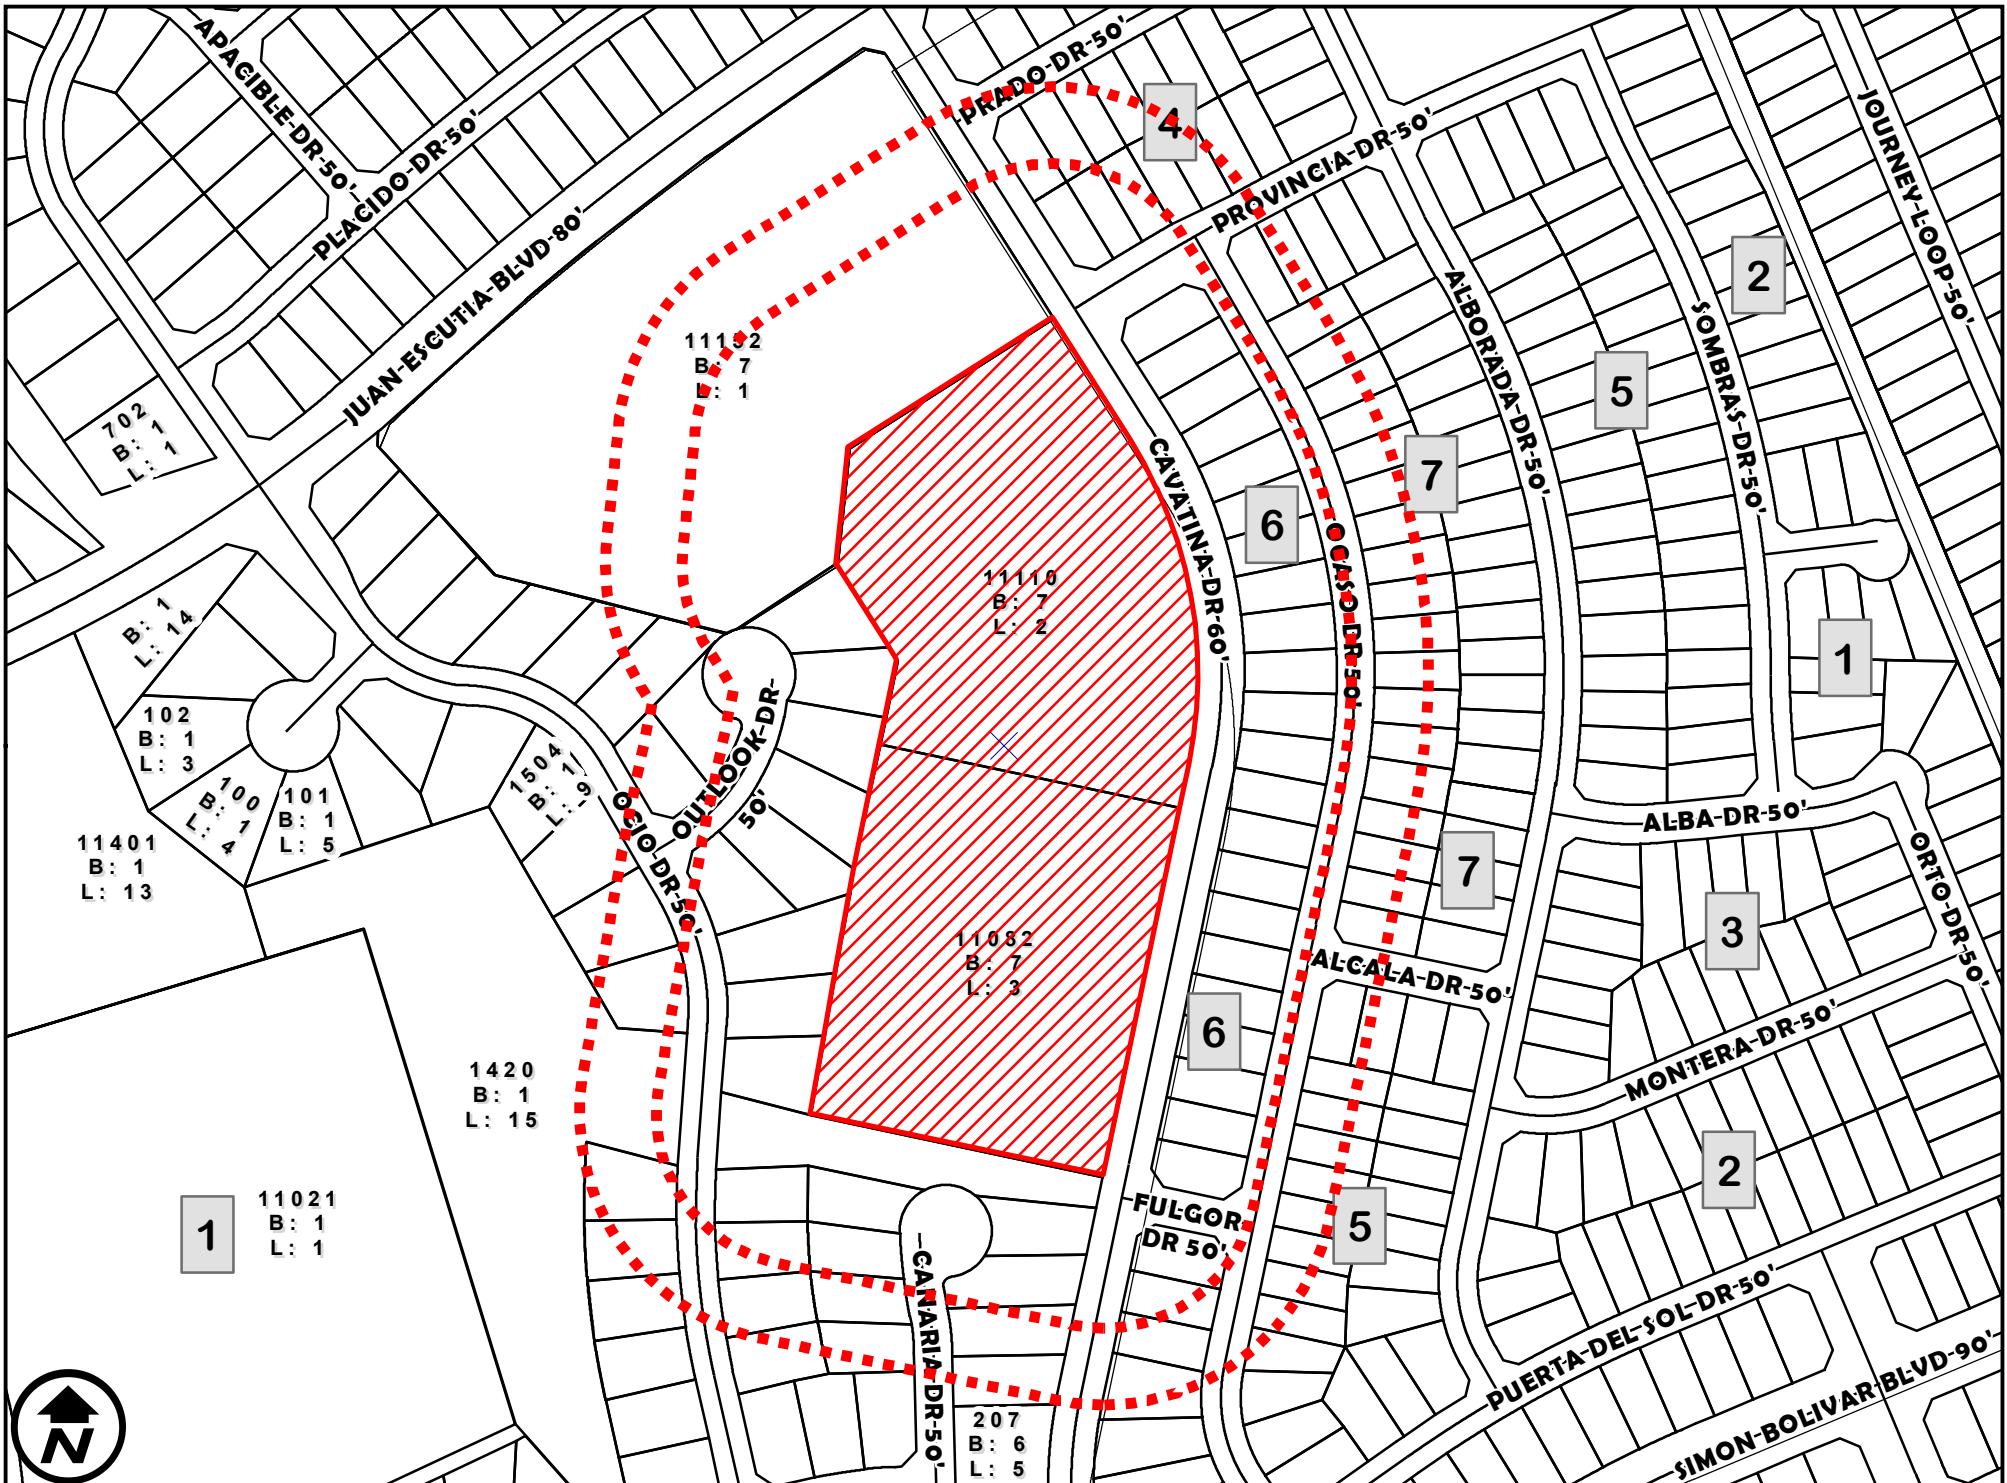 APACIBLE-DR-50'
PLACIDO-DR-50'
JUAN-ESCUTIA-BLVD-80'
PRADO-DR-50'
4
PROVINCIA-DR-50'
JOURNEY-LOOP-50'
2
ALBORADA-DR-50'
SOMBRAS-DR-50'
5
11152
B: 7
L: 1
702
B: 1
L: 1
CAVATINA-DR-60'
7
6
OCASO-DR-50'
11110
B: 7
L: 2
B: 1
L: 14
1
102
B: 1
L: 3
100
B: 1
L: 4
101
B: 1
L: 5
1504
B: 1
L: 9
OUTLOOK-DR-
50'
OCIO-DR-50'
11401
B: 1
L: 13
ALBA-DR-50'
ORTO-DR-50'
7
3
11082
B: 7
L: 3
ALCALA-DR-50'
6
MONTERA-DR-50'
1420
B: 1
L: 15
2
1
11021
B: 1
L: 1
FULGOR
DR 50'
5
CANARIA-DR-50'
PUERTA-DEL-SOL-DR-50'
SIMON-BOLIVAR-BLVD-90'
207
B: 6
L: 5
N